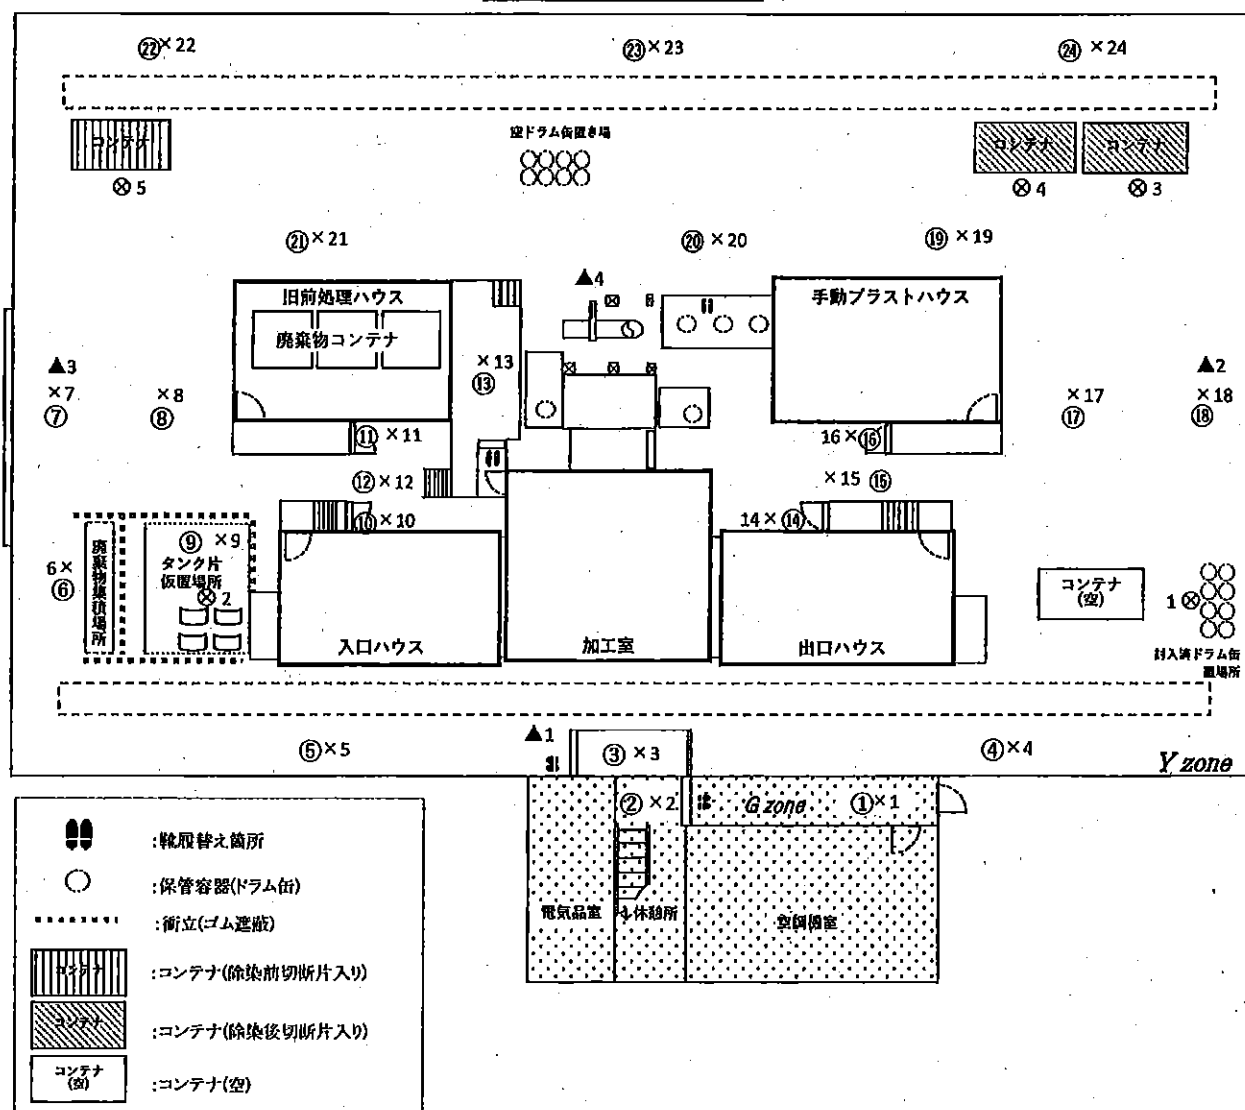 ㉒×22
㉓×23
㉔×24
コンテナ
空ドラム缶置き場
コンテナ
コンテナ
⊗5
⊗4
⊗3
㉑×21
⑳×20
⑲×19
▲4
旧前処理ハウス
手動ブラストハウス
廃棄物コンテナ
▲3
×7
⑦
×8
⑧
×13
⑬
×17
⑰
▲2
×18
⑱
⑪×11
16×⑯
⑫×12
×15 ⑮
⑩×10
14×⑭
6×
⑥
廃棄物集積場所
⑨ ×9
タンク片
仮置場所
⊗2
コンテナ
(空)
1⊗
入口ハウス
加工室
出口ハウス
封入済ドラム缶
置場所
▲1
⑤×5
③×3
④×4
Y zone
②×2
G zone
①×1
電気品室
休憩所
空調機室
:靴履替え箇所
:保管容器(ドラム缶)
:衝立(ゴム遮蔽)
コンテナ
:コンテナ(除染前切断片入り)
コンテナ
:コンテナ(除染後切断片入り)
コンテナ
(空)
:コンテナ(空)